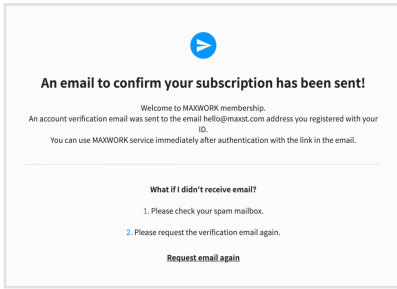 An email to confirm your subscription has been sent!
Welcome to MAXWORK membership.
An account verification email was sent to the email hello@maxst.com address you registered with your
ID.
You can use MAXWORK service immediately after authentication with the link in the email.
What if I didn't receive email?
1. Please check your spam mailbox.
2. Please request the verification email again.
Request email again